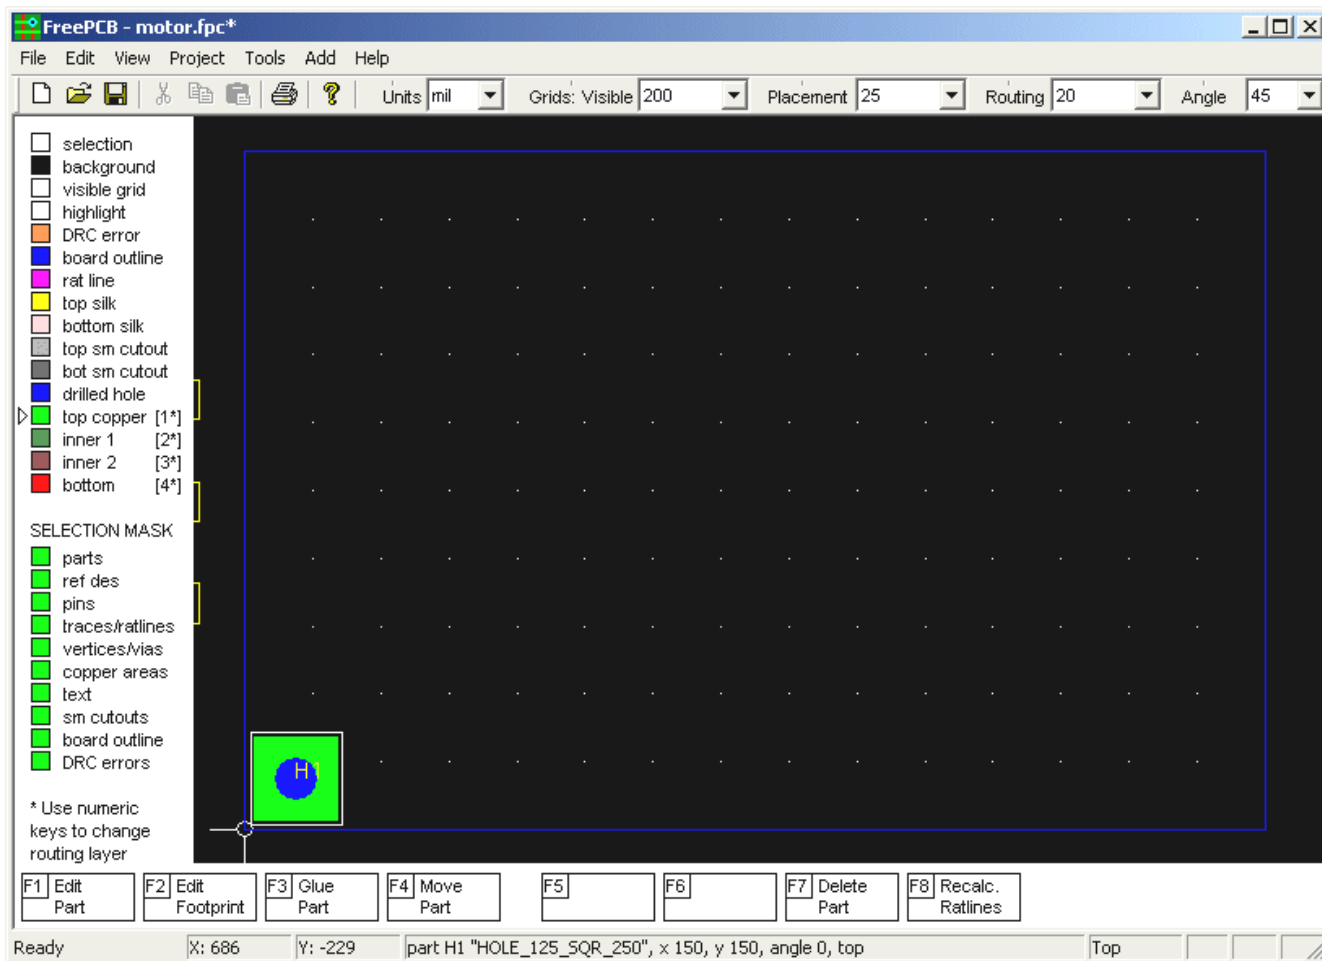 FreePCB - motor.fpc*
File Edit View Project Tools Add Help
Units mil Grids: Visible 200 Placement 25 Routing 20 Angle 45
selection
background
visible grid
highlight
DRC error
board outline
rat line
top silk
bottom silk
top sm cutout
bot sm cutout
drilled hole
top copper [1*]
inner 1 [2*]
inner 2 [3*]
bottom [4*]
SELECTION MASK
parts
ref des
pins
traces/ratlines
vertices/vias
copper areas
text
sm cutouts
board outline
DRC errors
* Use numeric
keys to change
routing layer
H1
F1 Edit Part
F2 Edit Footprint
F3 Glue Part
F4 Move Part
F5
F6
F7 Delete Part
F8 Recalc. Ratlines
Ready X: 686 Y: -229 part H1 "HOLE_125_SQR_250", x 150, y 150, angle 0, top Top